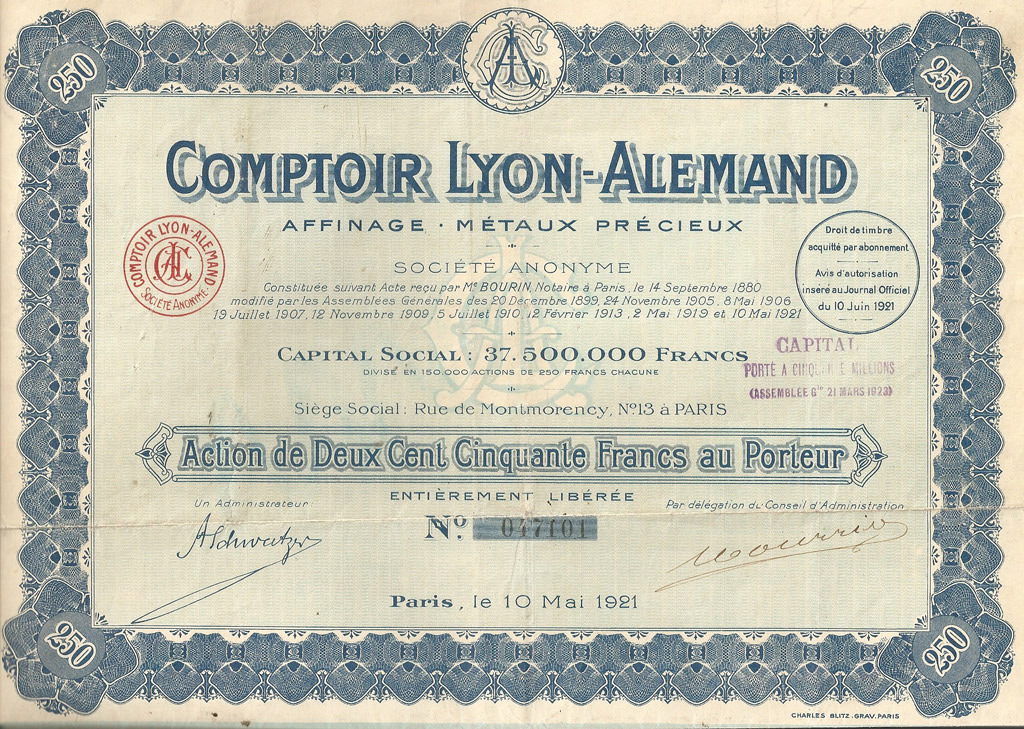 250
250
COMPTOIR LYON-ALEMAND
AFFINAGE · MÉTAUX PRÉCIEUX
COMPTOIR LYON-ALEMAND
SOCIÉTÉ ANONYME
Droit de timbre
acquitté par abonnement
Avis d'autorisation
inséré au Journal Officiel
du 10 Juin 1921
SOCIÉTÉ ANONYME
Constituée suivant Acte reçu par Me BOURIN, Notaire à Paris, le 14 Septembre 1880
modifié par les Assemblées Générales des 20 Décembre 1899, 24 Novembre 1905, 8 Mai 1906
19 Juillet 1907, 12 Novembre 1909, 5 Juillet 1910, 12 Février 1913, 2 Mai 1919 et 10 Mai 1921
CAPITAL SOCIAL : 37.500.000 FRANCS
DIVISÉ EN 150.000 ACTIONS DE 250 FRANCS CHACUNE
CAPITAL
PORTÉ A CINQUANTE MILLIONS
(ASSEMBLÉE Gle 21 MARS 1923)
Siège Social : Rue de Montmorency, No 13 à PARIS
Action de Deux Cent Cinquante Francs au Porteur
ENTIÈREMENT LIBÉRÉE
Un Administrateur
Par délégation du Conseil d'Administration
No. 047101
Paris, le 10 Mai 1921
250
250
CHARLES BLITZ. GRAV. PARIS